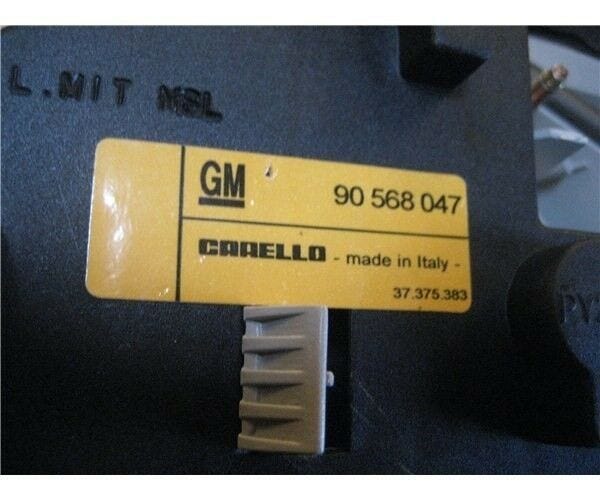 L.MIT NSL
GM 90 568 047
CARELLO - made in Italy -
37.375.383